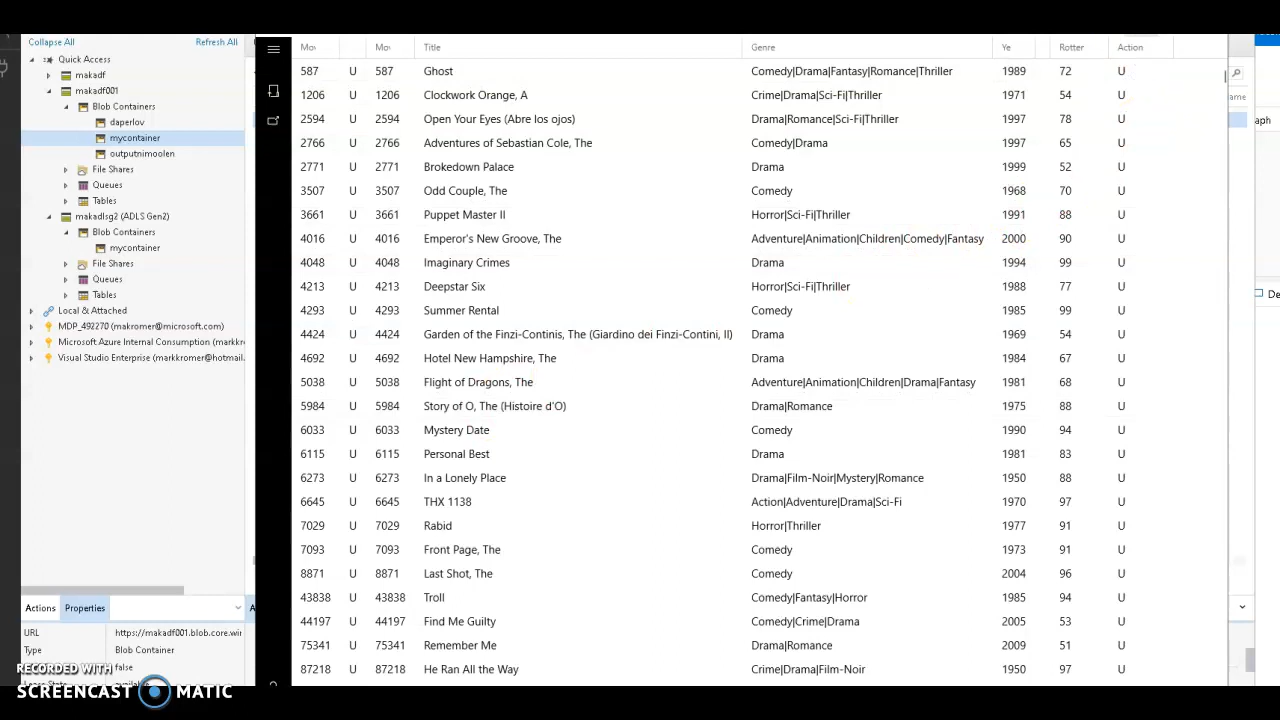 Collapse All Refresh All
Quick Access
makadf
makadf001
Blob Containers
daperlov
mycontainer
outputnimoolen
File Shares
Queues
Tables
makadlsg2 (ADLS Gen2)
Blob Containers
mycontainer
File Shares
Queues
Tables
Local & Attached
MDP_492270 (makromer@microsoft.com)
Microsoft Azure Internal Consumption (markkr
Visual Studio Enterprise (markkromer@hotmail.
Actions Properties
URL https://makadf001.blob.core.wir
Type Blob Container
false
RECORDED WITH
SCREENCAST MATIC
Mov Mov Title Genre Ye Rotter Action
587 U 587 Ghost Comedy|Drama|Fantasy|Romance|Thriller 1989 72 U
1206 U 1206 Clockwork Orange, A Crime|Drama|Sci-Fi|Thriller 1971 54 U
2594 U 2594 Open Your Eyes (Abre los ojos) Drama|Romance|Sci-Fi|Thriller 1997 78 U
2766 U 2766 Adventures of Sebastian Cole, The Comedy|Drama 1997 65 U
2771 U 2771 Brokedown Palace Drama 1999 52 U
3507 U 3507 Odd Couple, The Comedy 1968 70 U
3661 U 3661 Puppet Master II Horror|Sci-Fi|Thriller 1991 88 U
4016 U 4016 Emperor's New Groove, The Adventure|Animation|Children|Comedy|Fantasy 2000 90 U
4048 U 4048 Imaginary Crimes Drama 1994 99 U
4213 U 4213 Deepstar Six Horror|Sci-Fi|Thriller 1988 77 U
4293 U 4293 Summer Rental Comedy 1985 99 U
4424 U 4424 Garden of the Finzi-Continis, The (Giardino dei Finzi-Contini, Il) Drama 1969 54 U
4692 U 4692 Hotel New Hampshire, The Drama 1984 67 U
5038 U 5038 Flight of Dragons, The Adventure|Animation|Children|Drama|Fantasy 1981 68 U
5984 U 5984 Story of O, The (Histoire d'O) Drama|Romance 1975 88 U
6033 U 6033 Mystery Date Comedy 1990 94 U
6115 U 6115 Personal Best Drama 1981 83 U
6273 U 6273 In a Lonely Place Drama|Film-Noir|Mystery|Romance 1950 88 U
6645 U 6645 THX 1138 Action|Adventure|Drama|Sci-Fi 1970 97 U
7029 U 7029 Rabid Horror|Thriller 1977 91 U
7093 U 7093 Front Page, The Comedy 1973 91 U
8871 U 8871 Last Shot, The Comedy 2004 96 U
43838 U 43838 Troll Comedy|Fantasy|Horror 1985 94 U
44197 U 44197 Find Me Guilty Comedy|Crime|Drama 2005 53 U
75341 U 75341 Remember Me Drama|Romance 2009 51 U
87218 U 87218 He Ran All the Way Crime|Drama|Film-Noir 1950 97 U
ame
aph
De